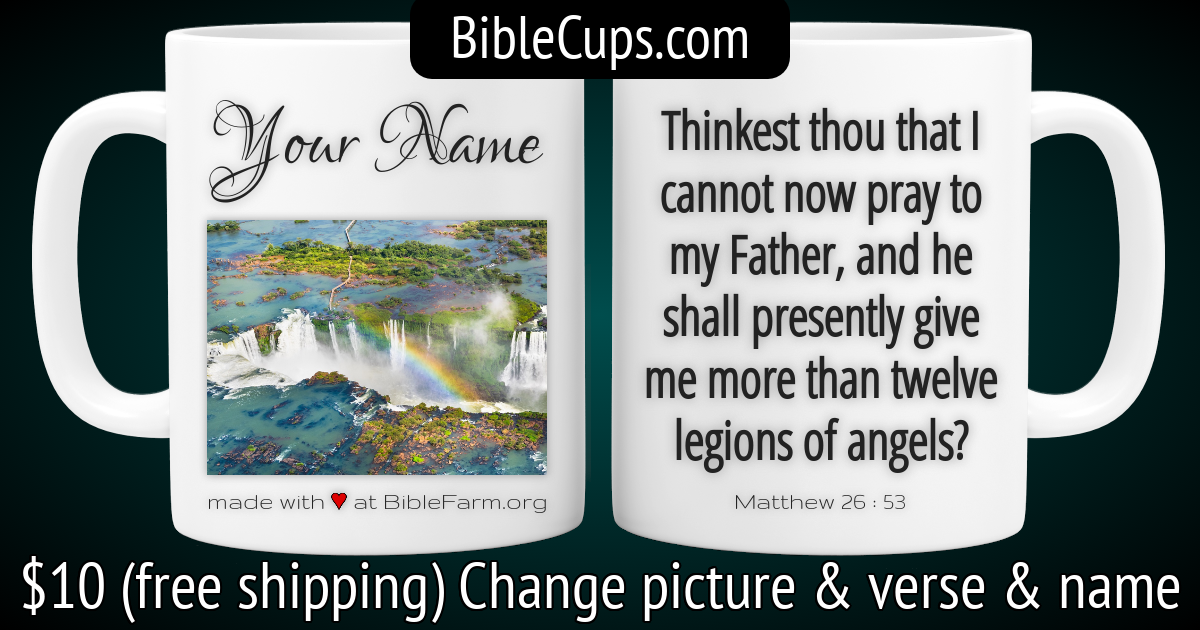 BibleCups.com
Your Name
made with ♥ at BibleFarm.org
Thinkest thou that I
cannot now pray to
my Father, and he
shall presently give
me more than twelve
legions of angels?
Matthew 26 : 53
$10 (free shipping) Change picture & verse & name